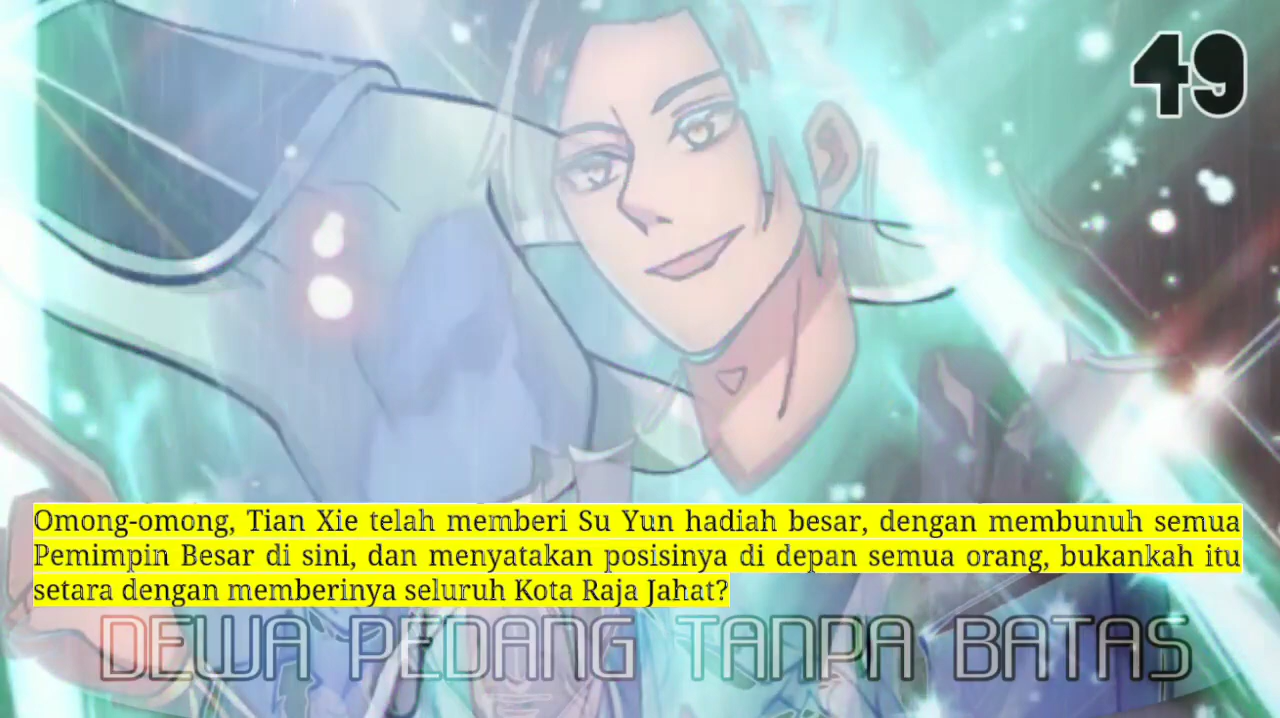 49
Omong-omong, Tian Xie telah memberi Su Yun hadiah besar, dengan membunuh semua
Pemimpin Besar di sini, dan menyatakan posisinya di depan semua orang, bukankah itu
setara dengan memberinya seluruh Kota Raja Jahat?
DEWA PEDANG TANPA BATAS